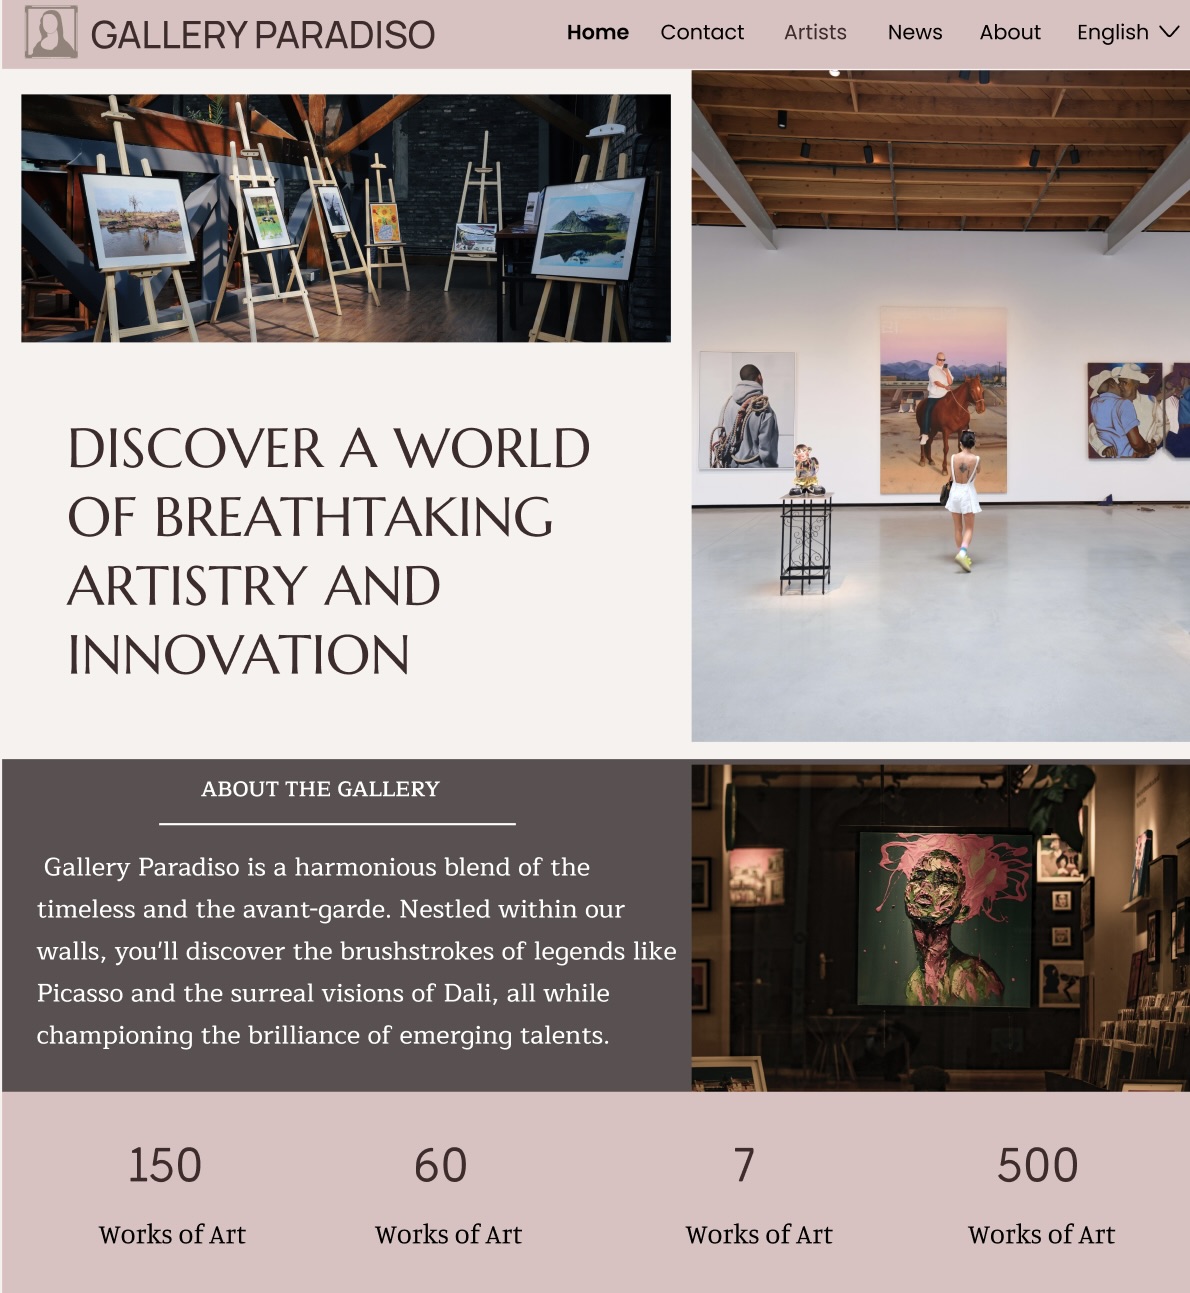 GALLERY PARADISO
Home Contact Artists News About English
DISCOVER A WORLD
OF BREATHTAKING
ARTISTRY AND
INNOVATION
ABOUT THE GALLERY
Gallery Paradiso is a harmonious blend of the
timeless and the avant-garde. Nestled within our
walls, you'll discover the brushstrokes of legends like
Picasso and the surreal visions of Dali, all while
championing the brilliance of emerging talents.
150 60 7 500
Works of Art Works of Art Works of Art Works of Art